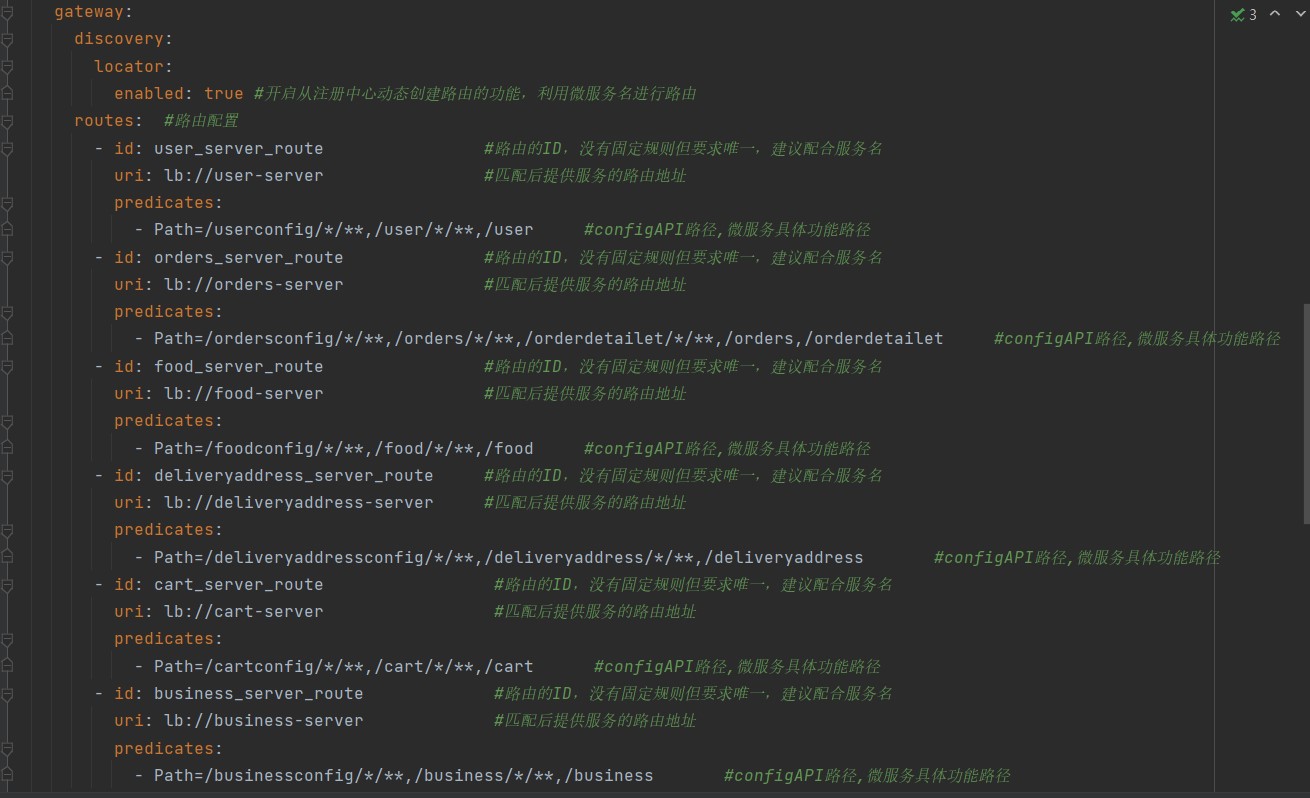 gateway:
3
discovery:
locator:
enabled: true #开启从注册中心动态创建路由的功能，利用微服务名进行路由
routes: #路由配置
- id: user_server_route #路由的ID，没有固定规则但要求唯一，建议配合服务名
uri: lb://user-server #匹配后提供服务的路由地址
predicates:
- Path=/userconfig/*/**,/user/*/**,/user #configAPI路径,微服务具体功能路径
- id: orders_server_route #路由的ID，没有固定规则但要求唯一，建议配合服务名
uri: lb://orders-server #匹配后提供服务的路由地址
predicates:
- Path=/ordersconfig/*/**,/orders/*/**,/orderdetailet/*/**,/orders,/orderdetailet #configAPI路径,微服务具体功能路径
- id: food_server_route #路由的ID，没有固定规则但要求唯一，建议配合服务名
uri: lb://food-server #匹配后提供服务的路由地址
predicates:
- Path=/foodconfig/*/**,/food/*/**,/food #configAPI路径,微服务具体功能路径
- id: deliveryaddress_server_route #路由的ID，没有固定规则但要求唯一，建议配合服务名
uri: lb://deliveryaddress-server #匹配后提供服务的路由地址
predicates:
- Path=/deliveryaddressconfig/*/**,/deliveryaddress/*/**,/deliveryaddress #configAPI路径,微服务具体功能路径
- id: cart_server_route #路由的ID，没有固定规则但要求唯一，建议配合服务名
uri: lb://cart-server #匹配后提供服务的路由地址
predicates:
- Path=/cartconfig/*/**,/cart/*/**,/cart #configAPI路径,微服务具体功能路径
- id: business_server_route #路由的ID，没有固定规则但要求唯一，建议配合服务名
uri: lb://business-server #匹配后提供服务的路由地址
predicates:
- Path=/businessconfig/*/**,/business/*/**,/business #configAPI路径,微服务具体功能路径